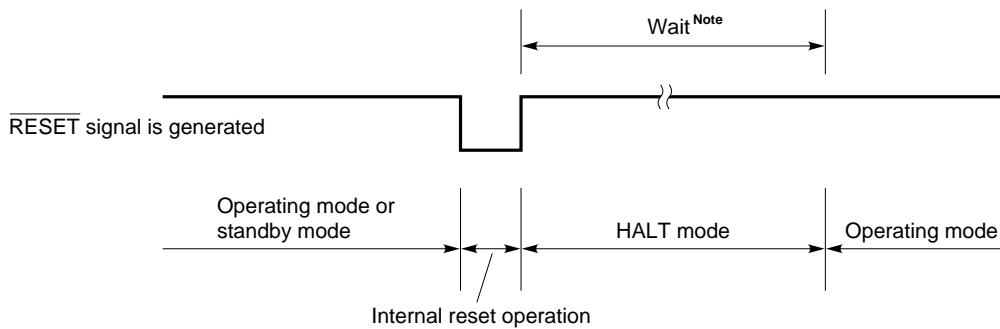 Wait Note
RESET signal is generated
Operating mode or
standby mode
HALT mode
Operating mode
Internal reset operation